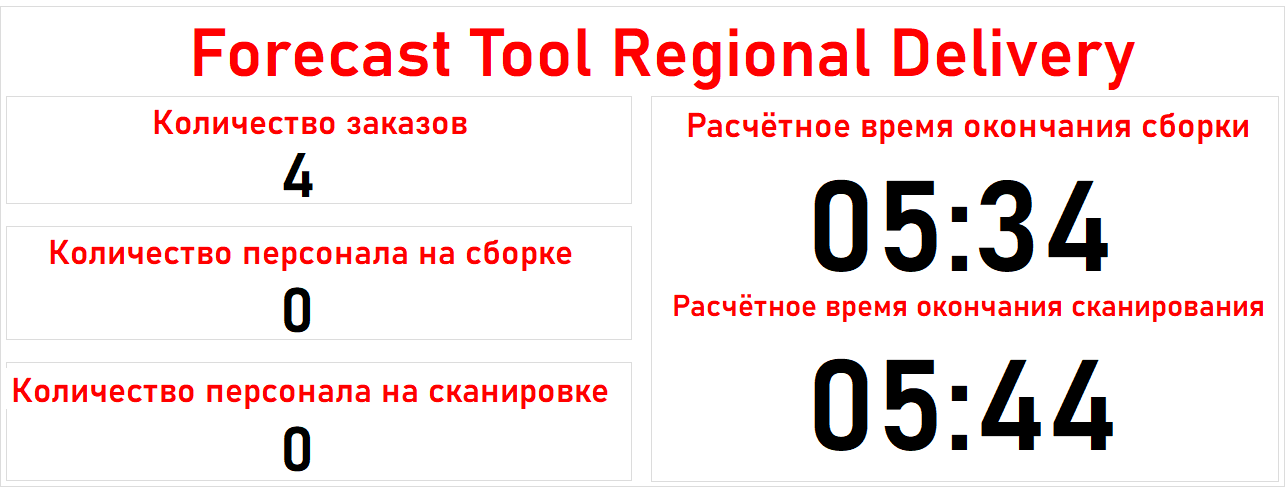 Forecast Tool Regional Delivery
Количество заказов
4
Количество персонала на сборке
0
Количество персонала на сканировке
0
Расчётное время окончания сборки
05:34
Расчётное время окончания сканирования
05:44